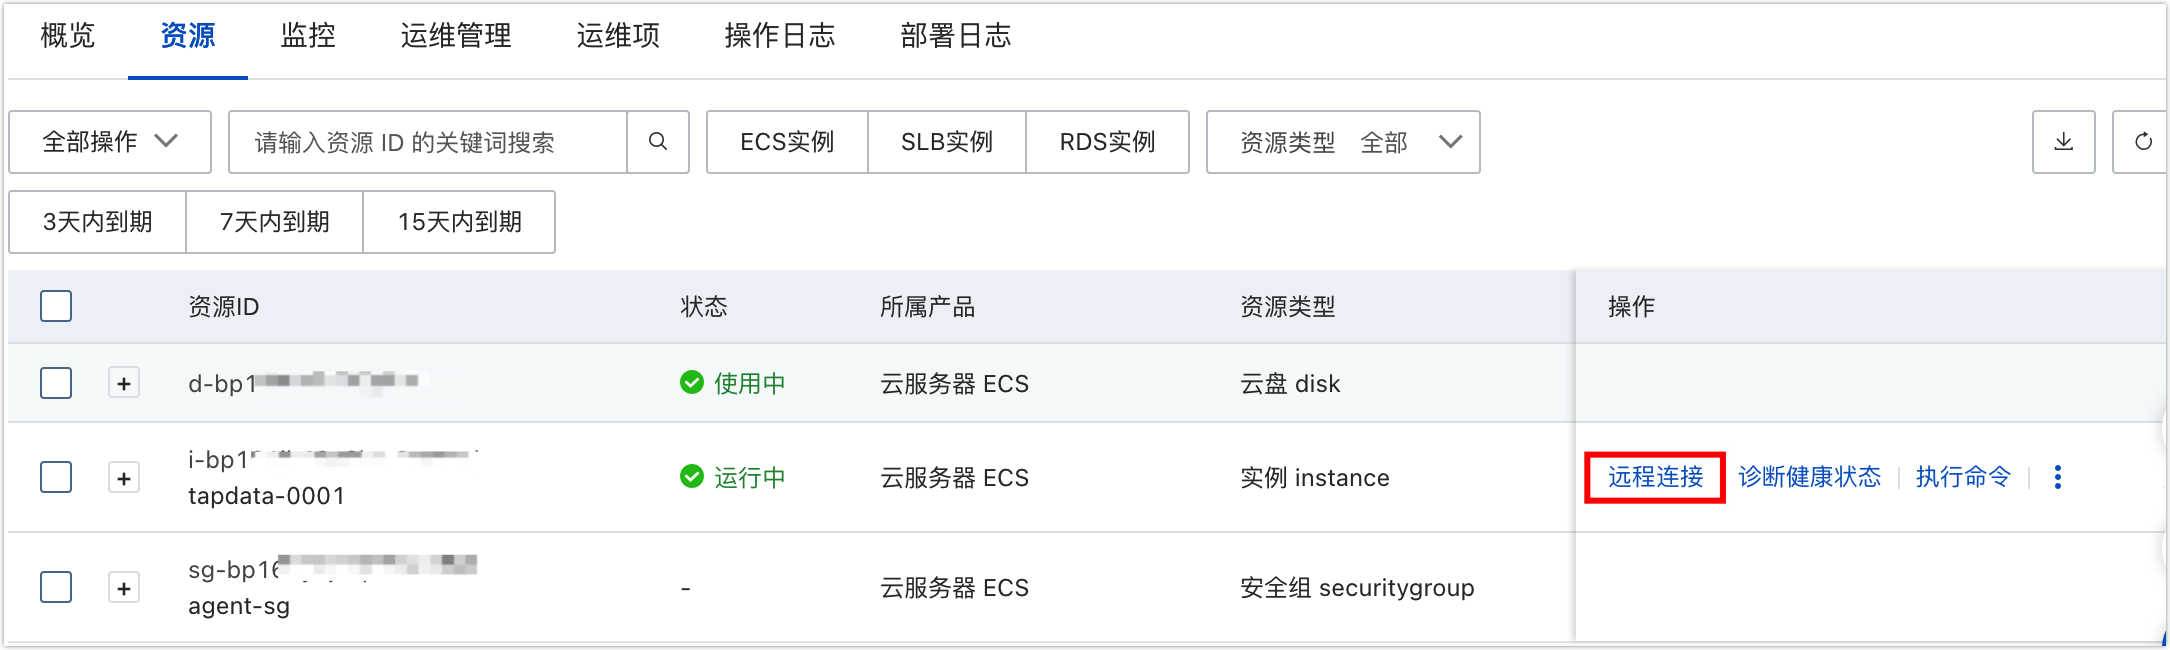 概览 资源 监控 运维管理 运维项 操作日志 部署日志
全部操作 请输入资源 ID 的关键词搜索 ECS实例 SLB实例 RDS实例 资源类型 全部
3天内到期 7天内到期 15天内到期
资源ID 状态 所属产品 资源类型 操作
+ d-bp1 使用中 云服务器 ECS 云盘 disk
+ i-bp1 运行中 云服务器 ECS 实例 instance 远程连接 诊断健康状态 执行命令
tapdata-0001
+ sg-bp16 - 云服务器 ECS 安全组 securitygroup
agent-sg